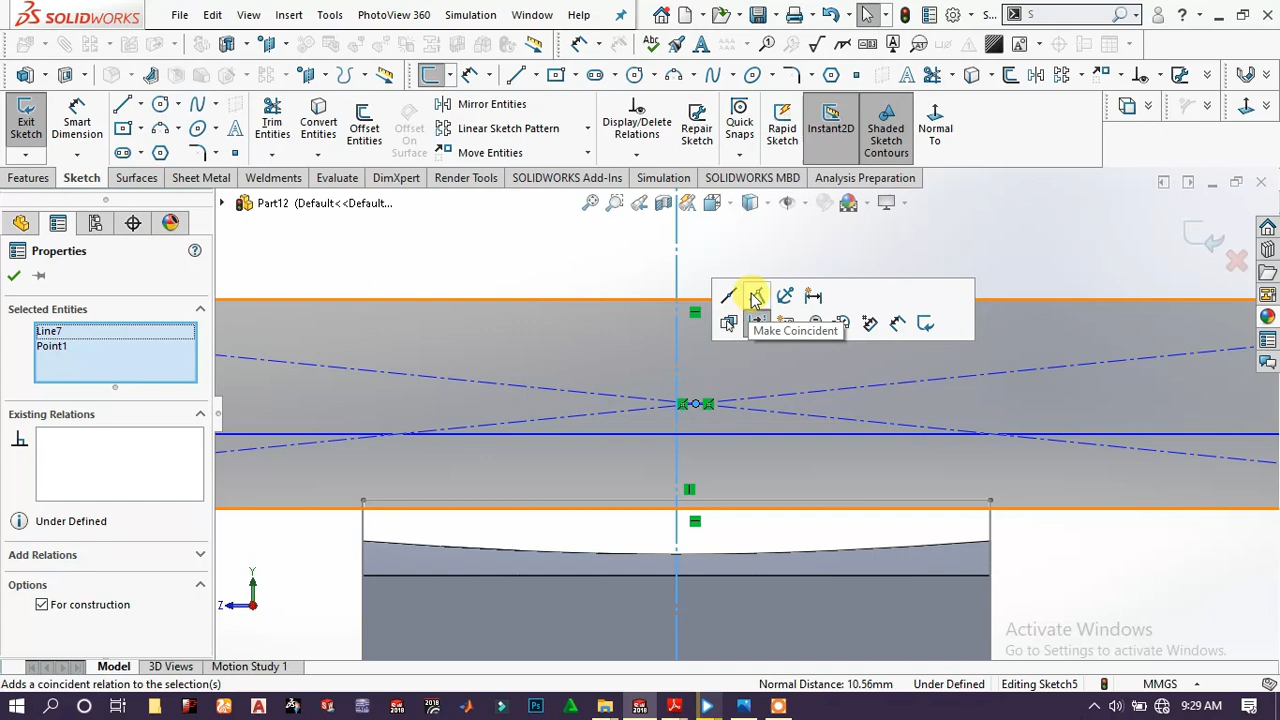 SOLIDWORKS
File Edit View Insert Tools PhotoView 360 Simulation Window Help S... S ?
Abc
Exit Sketch
Smart Dimension
Trim Entities
Convert Entities
Offset Entities
Offset On Surface
Mirror Entities
Linear Sketch Pattern
Move Entities
Display/Delete Relations
Repair Sketch
Quick Snaps
Rapid Sketch
Instant2D
Shaded Sketch Contours
Normal To
Features Sketch Surfaces Sheet Metal Weldments Evaluate DimXpert Render Tools SOLIDWORKS Add-Ins Simulation SOLIDWORKS MBD Analysis Preparation
Part12 (Default<<Default...
Properties
Selected Entities
Line7
Point1
Make Coincident
Existing Relations
Under Defined
Add Relations
Options
For construction
Y
Z
Activate Windows
Go to Settings to activate Windows.
Model 3D Views Motion Study 1
Adds a coincident relation to the selection(s)
Normal Distance: 10.56mm Under Defined Editing Sketch5 MMGS
9:29 AM